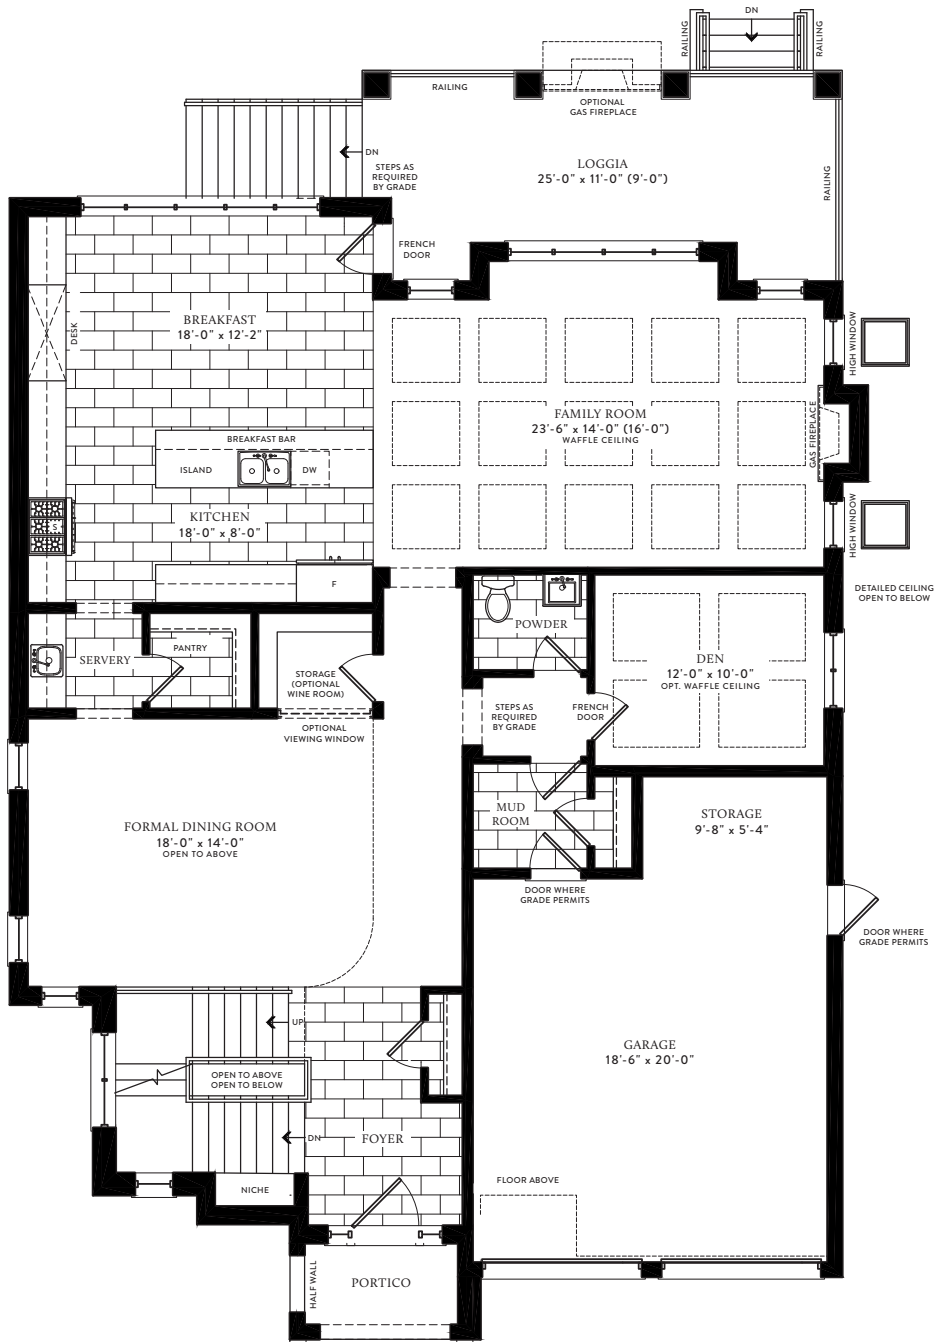 DN
RAILING
RAILING
RAILING
OPTIONAL
GAS FIREPLACE
DN
STEPS AS
REQUIRED
BY GRADE
LOGGIA
25'-0" x 11'-0" (9'-0")
RAILING
FRENCH
DOOR
BREAKFAST
18'-0" x 12'-2"
DESK
HIGH WINDOW
FAMILY ROOM
23'-6" x 14'-0" (16'-0")
WAFFLE CEILING
GAS FIREPLACE
BREAKFAST BAR
ISLAND
DW
KITCHEN
18'-0" x 8'-0"
S
HIGH WINDOW
F
DETAILED CEILING
OPEN TO BELOW
POWDER
SERVERY
PANTRY
STORAGE
(OPTIONAL
WINE ROOM)
DEN
12'-0" x 10'-0"
OPT. WAFFLE CEILING
STEPS AS
REQUIRED
BY GRADE
FRENCH
DOOR
OPTIONAL
VIEWING WINDOW
MUD
ROOM
STORAGE
9'-8" x 5'-4"
FORMAL DINING ROOM
18'-0" x 14'-0"
OPEN TO ABOVE
DOOR WHERE
GRADE PERMITS
DOOR WHERE
GRADE PERMITS
UP
GARAGE
18'-6" x 20'-0"
OPEN TO ABOVE
OPEN TO BELOW
DN
FOYER
NICHE
FLOOR ABOVE
HALF WALL
PORTICO